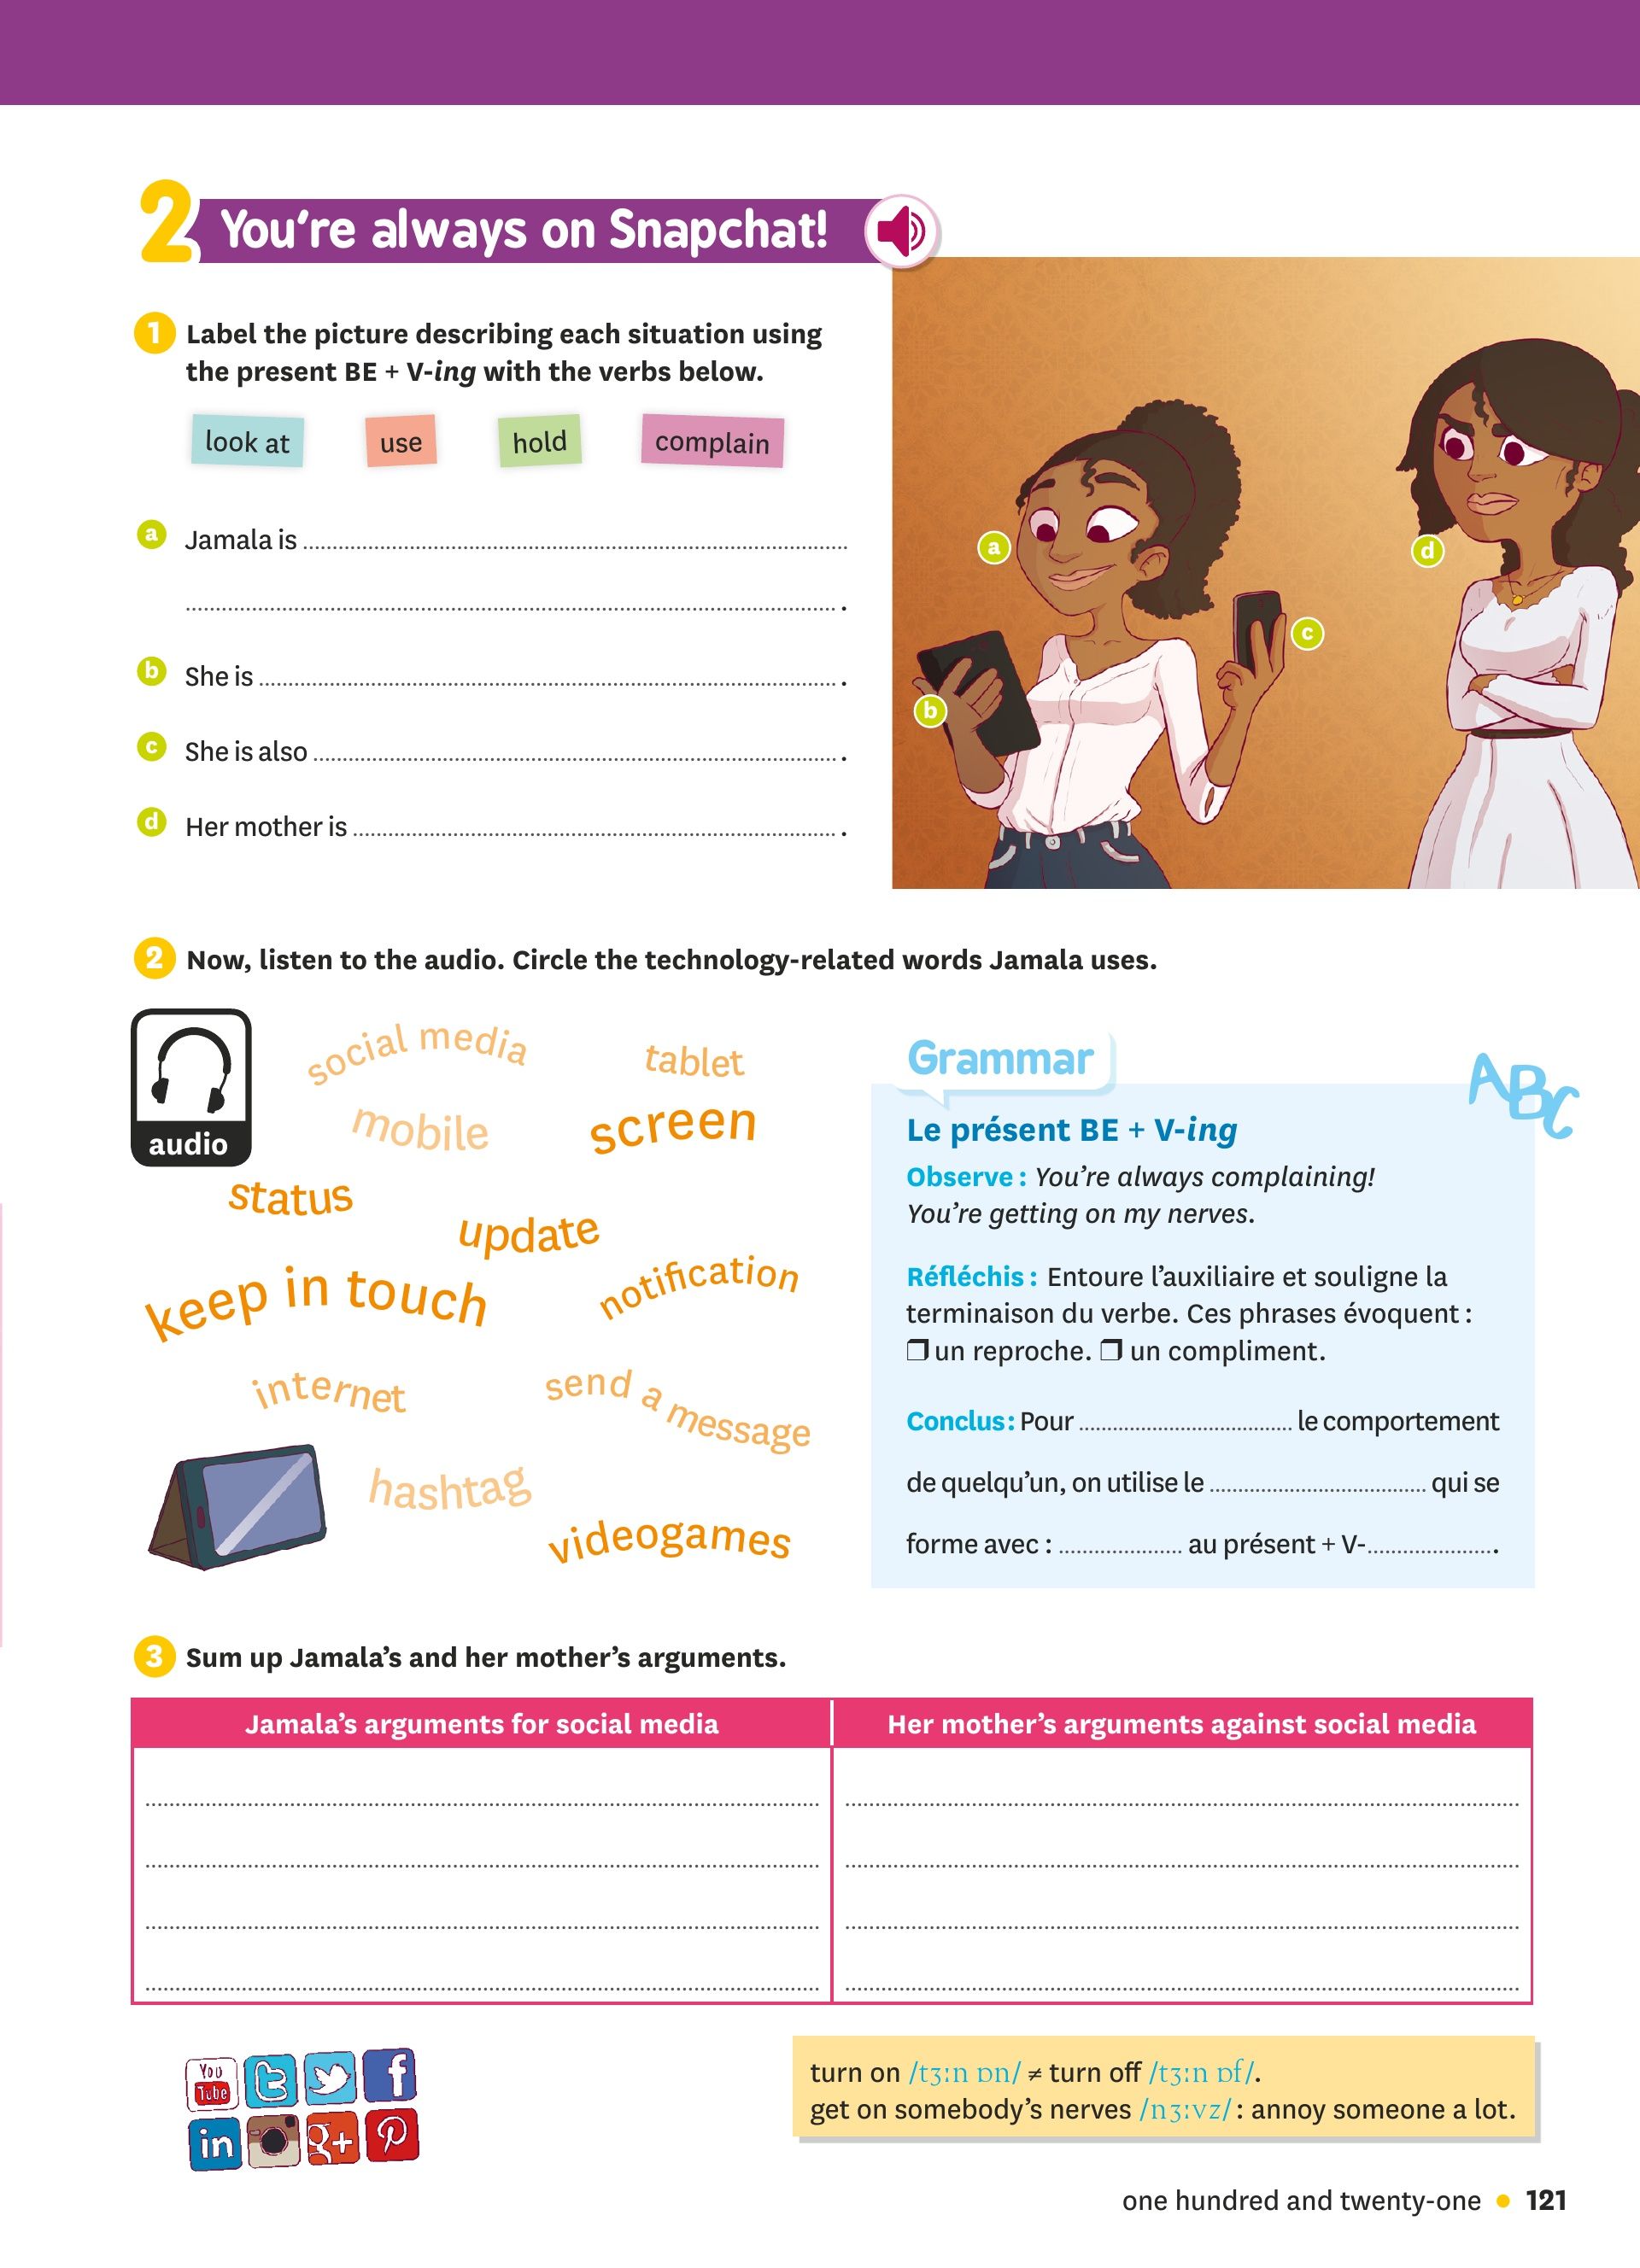 2 You're always on Snapchat!
1 Label the picture describing each situation using
the present BE + V-ing with the verbs below.
look at use hold complain
a Jamala is ........................................
........................................ .
b She is ........................................ .
c She is also ........................................ .
d Her mother is ........................................ .
a
b
c
d
2 Now, listen to the audio. Circle the technology-related words Jamala uses.
audio
social media
tablet
mobile
screen
status
update
keep in touch
notification
internet
send a message
hashtag
videogames
Grammar
ABC
Le présent BE + V-ing
Observe : You're always complaining!
You're getting on my nerves.
Réfléchis : Entoure l'auxiliaire et souligne la
terminaison du verbe. Ces phrases évoquent :
❒ un reproche. ❒ un compliment.
Conclus : Pour .................... le comportement
de quelqu'un, on utilise le .................... qui se
forme avec : .................... au présent + V-.................... .
3 Sum up Jamala's and her mother's arguments.
Jamala's arguments for social media Her mother's arguments against social media
You Tube t f
in g+ P
turn on /tɜːn ɒn/ ≠ turn off /tɜːn ɒf/.
get on somebody's nerves /nɜːvz/ : annoy someone a lot.
one hundred and twenty-one • 121